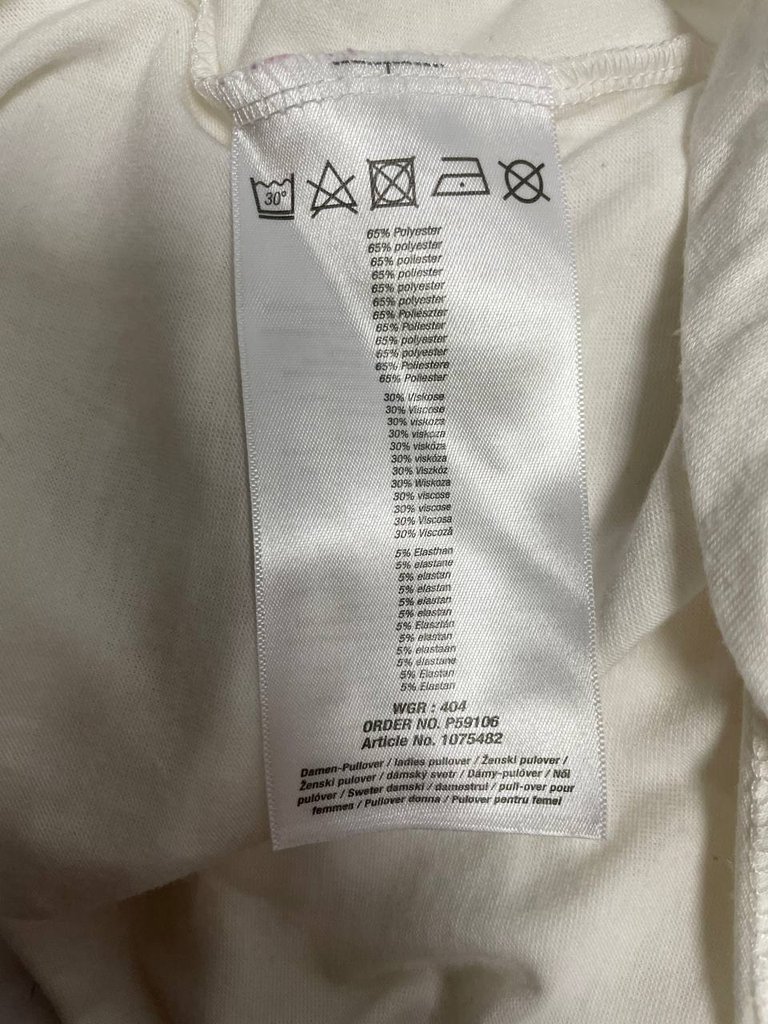 30°
65% Polyester
65% polyester
65% poliester
65% poliester
65% polyester
65% polyester
65% Poliészter
65% Poliester
65% polyester
65% polyester
65% Poliestere
65% Poliester
30% Viskose
30% Viscose
30% viskoza
30% viskoza
30% viskóza
30% viskóza
30% Viszkóz
30% Wiskoza
30% viscose
30% viscose
30% Viscosa
30% Viscoză
5% Elasthan
5% elastane
5% elastan
5% elastan
5% elastan
5% elastan
5% Elasztán
5% elastan
5% elastaan
5% élastane
5% Elastan
5% Elastan
WGR : 404
ORDER NO. P59106
Article No. 1075482
Damen-Pullover / ladies pullover / Ženski pulover /
Ženski pulover / dámský svetr / Dámy-pulóver / Női
pulóver / Sweter damski / damestrui / pull-over pour
femmes / Pullover donna / Pulover pentru femei